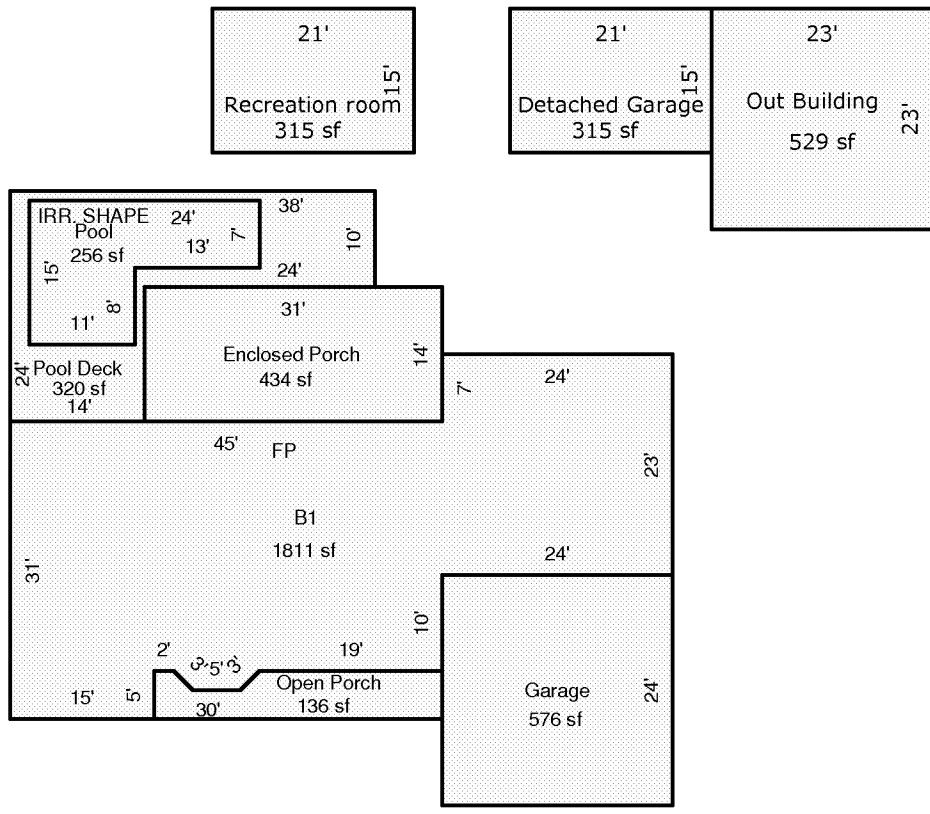 21'
15'
Recreation room
315 sf
21'
15'
Detached Garage
315 sf
23'
Out Building
23'
529 sf
38'
IRR. SHAPE
24'
Pool
7'
10'
13'
256 sf
15'
24'
8'
31'
11'
14'
Enclosed Porch
434 sf
24'
Pool Deck
320 sf
14'
24'
7'
45'
FP
23'
B1
1811 sf
24'
31'
10'
2'
3'
5'
3'
19'
Open Porch
136 sf
15'
5'
30'
Garage
24'
576 sf